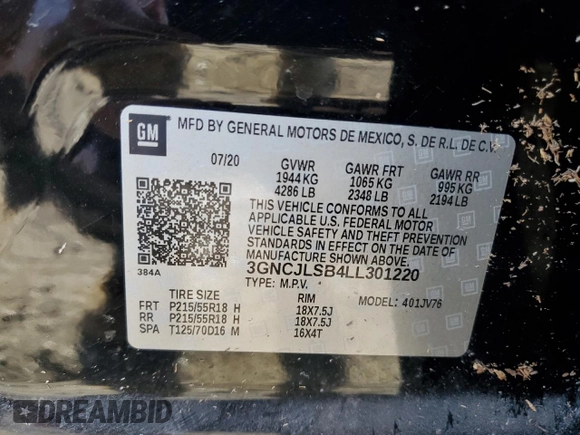 GM
MFD BY GENERAL MOTORS DE MEXICO, S. DE R.L. DE C.V.
07/20 GVWR GAWR FRT GAWR RR
1944 KG 1065 KG 995 KG
4286 LB 2348 LB 2194 LB
THIS VEHICLE CONFORMS TO ALL
APPLICABLE U.S. FEDERAL MOTOR
VEHICLE SAFETY AND THEFT PREVENTION
STANDARDS IN EFFECT ON THE DATE OF
MANUFACTURE SHOWN ABOVE.
384A 3GNCJLSB4LL301220
TYPE: M.P.V.
TIRE SIZE RIM MODEL: 401JV76
FRT P215/55R18 H 18X7.5J
RR P215/55R18 H 18X7.5J
SPA T125/70D16 M 16X4T
DREAMBID